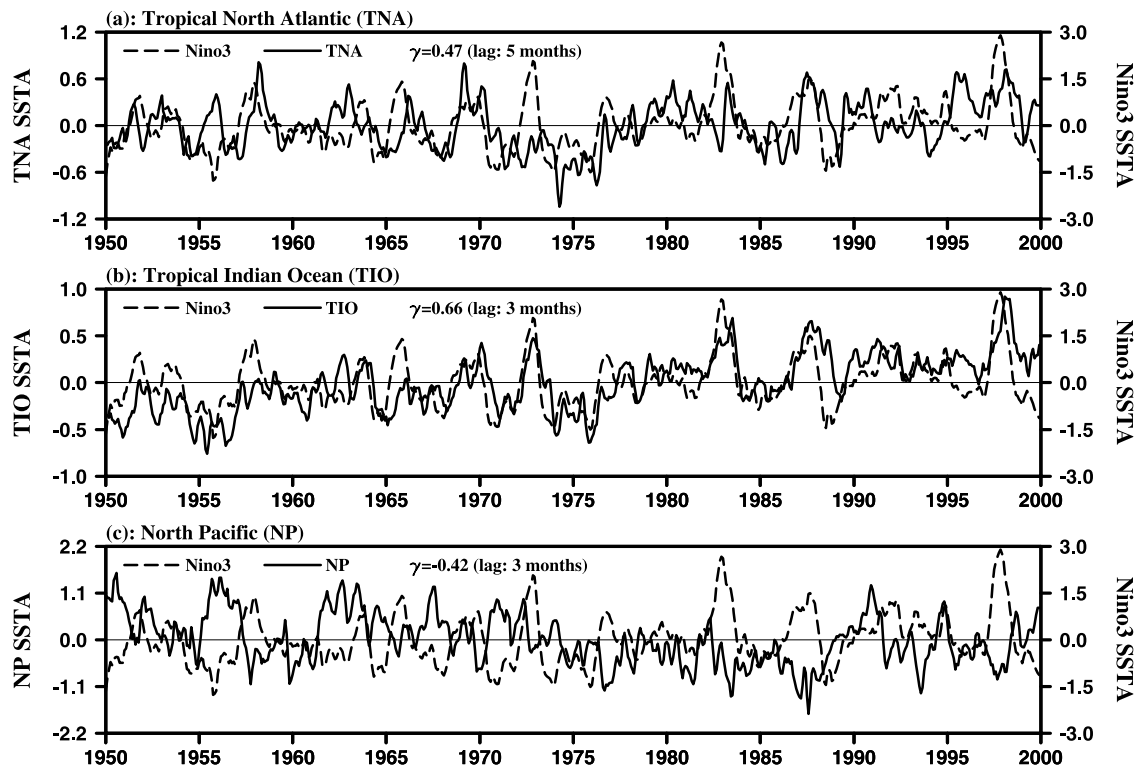 (a): Tropical North Atlantic (TNA)
Nino3 TNA γ=0.47 (lag: 5 months)
TNA SSTA
1.2
0.6
0.0
-0.6
-1.2
3.0
1.5
0.0
-1.5
-3.0
Nino3 SSTA
1950 1955 1960 1965 1970 1975 1980 1985 1990 1995 2000
(b): Tropical Indian Ocean (TIO)
Nino3 TIO γ=0.66 (lag: 3 months)
TIO SSTA
1.0
0.5
0.0
-0.5
-1.0
3.0
1.5
0.0
-1.5
-3.0
Nino3 SSTA
1950 1955 1960 1965 1970 1975 1980 1985 1990 1995 2000
(c): North Pacific (NP)
Nino3 NP γ=-0.42 (lag: 3 months)
NP SSTA
2.2
1.1
0.0
-1.1
-2.2
3.0
1.5
0.0
-1.5
-3.0
Nino3 SSTA
1950 1955 1960 1965 1970 1975 1980 1985 1990 1995 2000